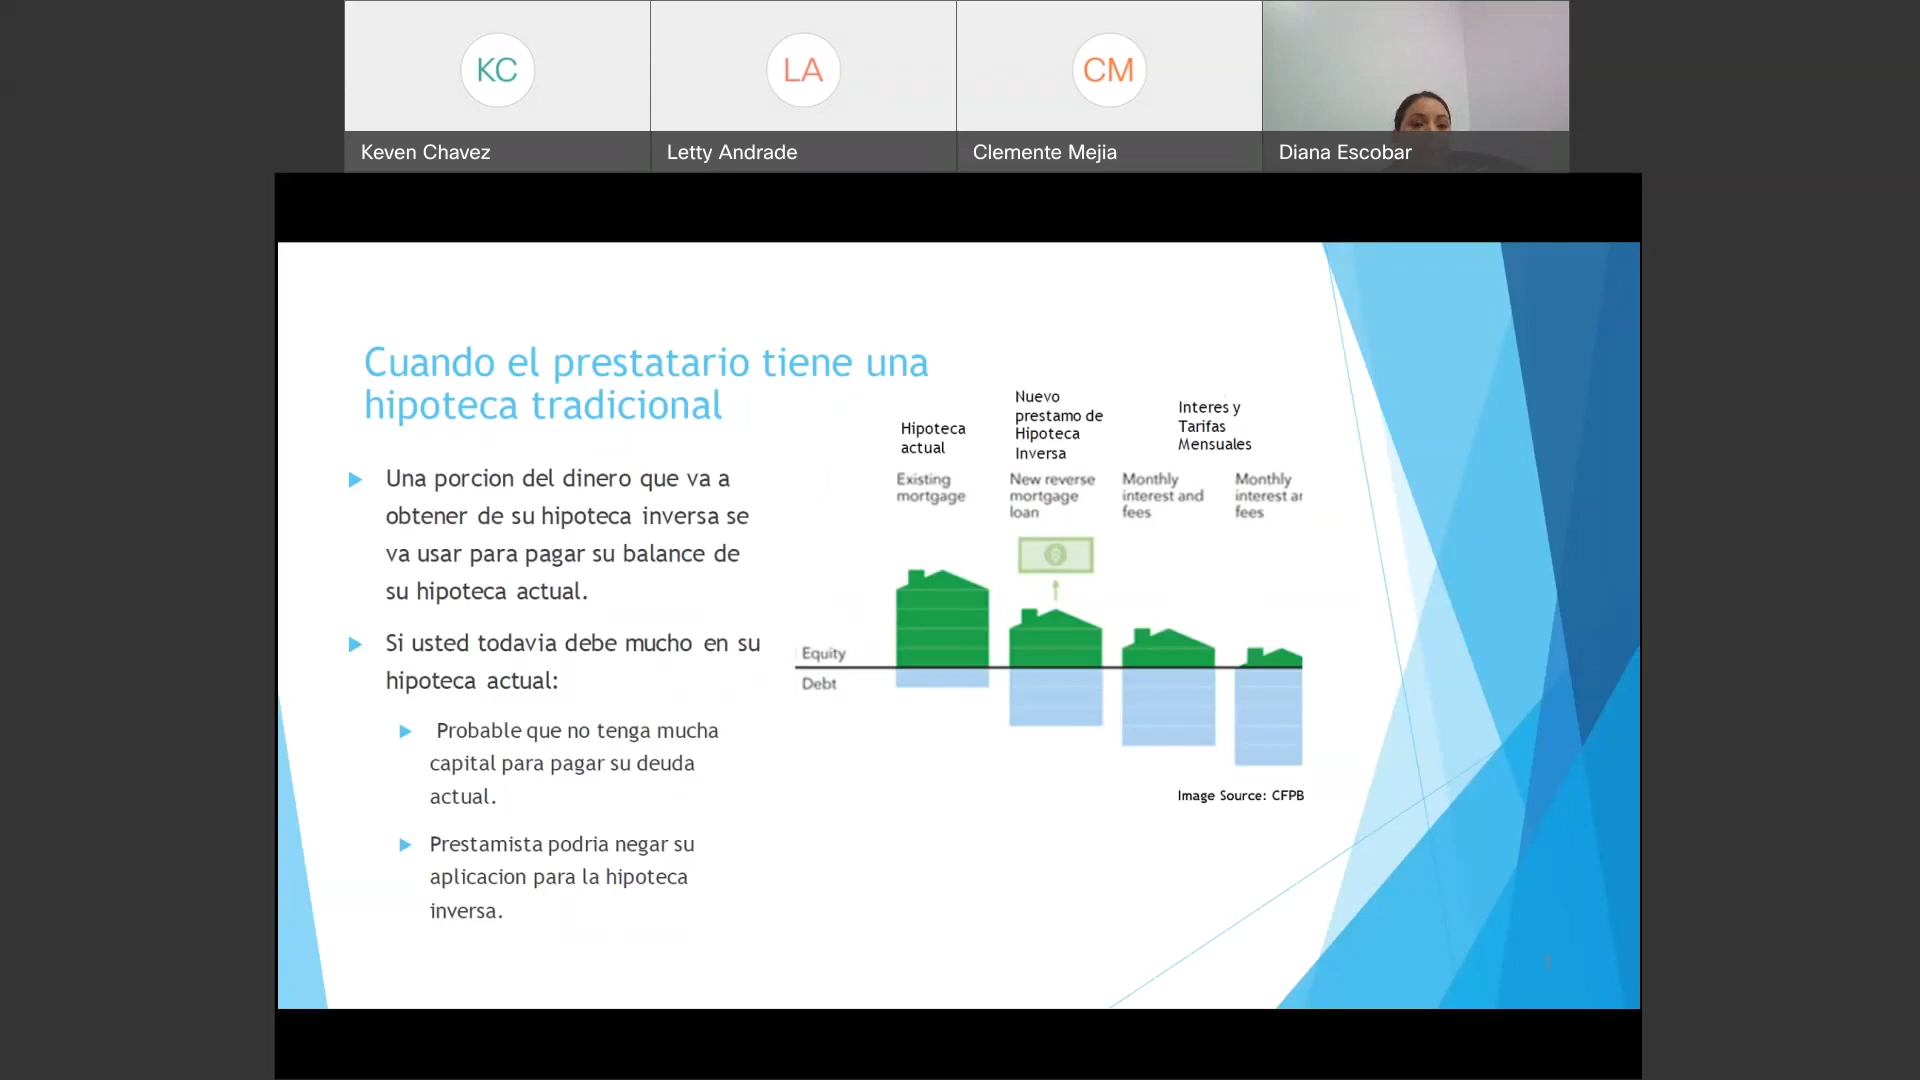 KC
LA
CM
Keven Chavez
Letty Andrade
Clemente Mejia
Diana Escobar
Cuando el prestatario tiene una
hipoteca tradicional
Una porcion del dinero que va a
obtener de su hipoteca inversa se
va usar para pagar su balance de
su hipoteca actual.
Si usted todavia debe mucho en su
hipoteca actual:
Probable que no tenga mucha
capital para pagar su deuda
actual.
Prestamista podria negar su
aplicacion para la hipoteca
inversa.
Hipoteca
actual
Nuevo
prestamo de
Hipoteca
Inversa
Interes y
Tarifas
Mensuales
Existing
mortgage
New reverse
mortgage
loan
Monthly
interest and
fees
Monthly
interest ar
fees
Equity
Debt
Image Source: CFPB